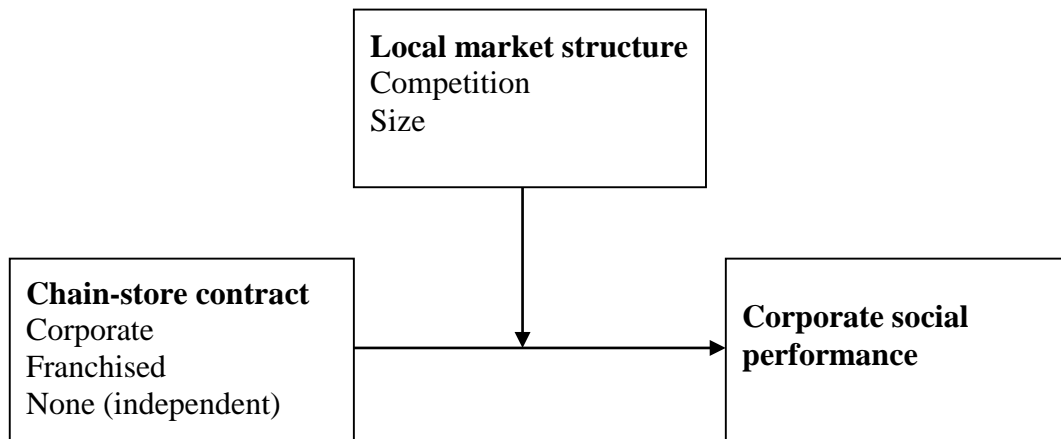 Local market structure
Competition
Size
Chain-store contract
Corporate
Franchised
None (independent)
Corporate social
performance